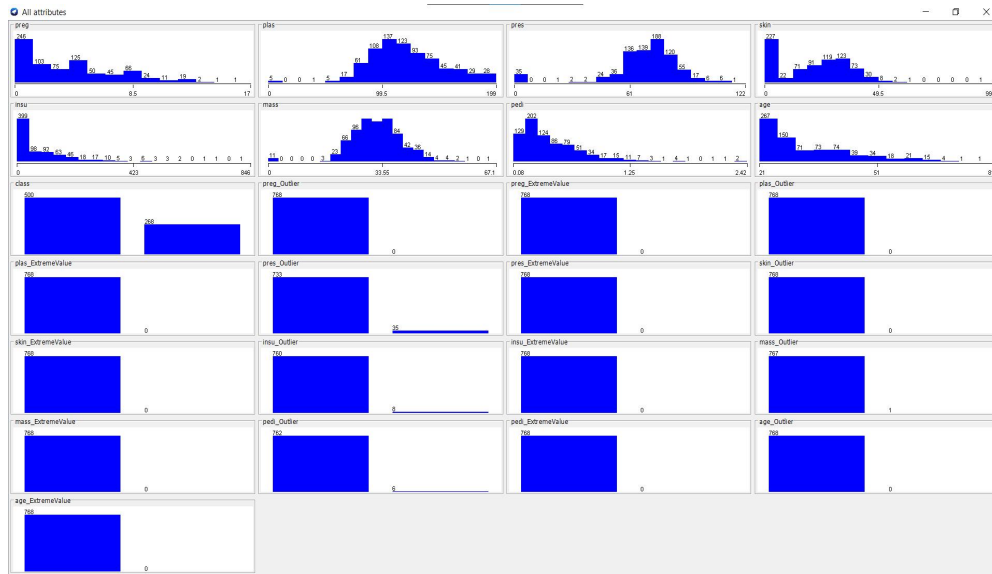 All attributes
preg
246
103 75 125 50 45 66 24 11 19 2 1 1
0 8.5 17
plas
5 0 0 1 5 17 61 108 137 123 93 75 45 41 29 28
0 99.5 199
pres
35 0 0 1 2 2 24 36 136 139 188 120 55 17 6 6 1
0 61 122
skin
227 22 71 91 119 123 73 30 8 2 1 0 0 0 0 1
0 49.5 99
insu
399 98 92 63 46 18 17 10 5 3 6 3 3 2 0 1 1 0 1
0 423 846
mass
11 0 0 0 0 3 23 66 96 84 42 36 14 4 4 2 1 0 1
0 33.55 67.1
pedi
129 202 124 86 79 51 34 17 15 11 7 3 1 4 1 0 1 1 2
0.08 1.25 2.42
age
267 150 71 73 74 39 34 18 21 15 4 1 1
21 51 81
class
500 268
preg_Outlier
768 0
preg_ExtremeValue
768 0
plas_Outlier
768 0
plas_ExtremeValue
768 0
pres_Outlier
733 35
pres_ExtremeValue
768 0
skin_Outlier
768 0
skin_ExtremeValue
768 0
insu_Outlier
760 8
insu_ExtremeValue
768 0
mass_Outlier
767 1
mass_ExtremeValue
768 0
pedi_Outlier
762 6
pedi_ExtremeValue
768 0
age_Outlier
768 0
age_ExtremeValue
768 0